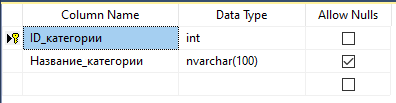 Column Name Data Type Allow Nulls
ID_категории int
Название_категории nvarchar(100)